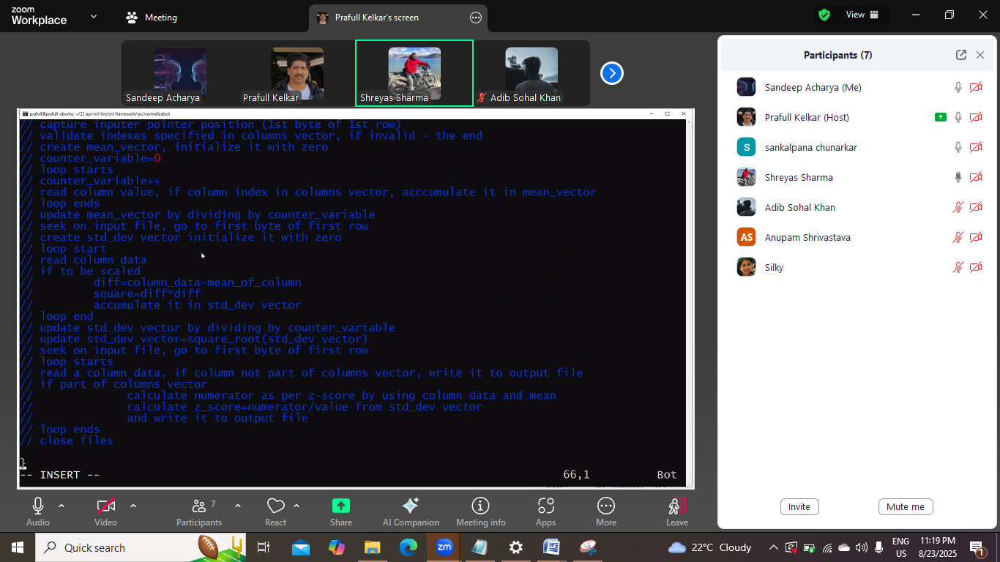 zoom
Workplace
Meeting
Prafull Kelkar's screen
View
Sandeep Acharya
Prafull Kelkar
Shreyas Sharma
Adib Sohal Khan
prafull@prafull-ubuntu: ~/22-apr-ml-live/ml-framework/src/normalization
// capture inputer pointer position (1st byte of 1st row)
// validate indexes specified in columns vector, if invalid - the end
// create mean_vector, initialize it with zero
// counter_variable=0
// loop starts
// counter_variable++
// read column value, if column index in columns vector, acccumulate it in mean_vector
// loop ends
// update mean_vector by dividing by counter_variable
// seek on input file, go to first byte of first row
// create std_dev vector initialize it with zero
// loop start
// read column data
// if to be scaled
// diff=column_data-mean_of_column
// square=diff*diff
// accumulate it in std_dev vector
// loop end
// update std_dev vector by dividing by counter_variable
// update std_dev vector=square_root(std_dev vector)
// seek on input file, go to first byte of first row
// loop starts
// read a column data, if column not part of columns vector, write it to output file
// if part of columns vector
// calculate numerator as per z-score by using column data and mean
// calculate z_score=numerator/value from std_dev vector
// and write it to output file
// loop ends
// close files
}
-- INSERT -- 66,1 Bot
Participants (7)
Sandeep Acharya (Me)
Prafull Kelkar (Host)
S sankalpana chunarkar
Shreyas Sharma
Adib Sohal Khan
AS Anupam Shrivastava
Silky
Invite
Mute me
Audio
Video
7
Participants
React
Share
AI Companion
Meeting info
Apps
More
Leave
Quick search
zm
22°C Cloudy
ENG
US
11:19 PM
8/23/2025
1